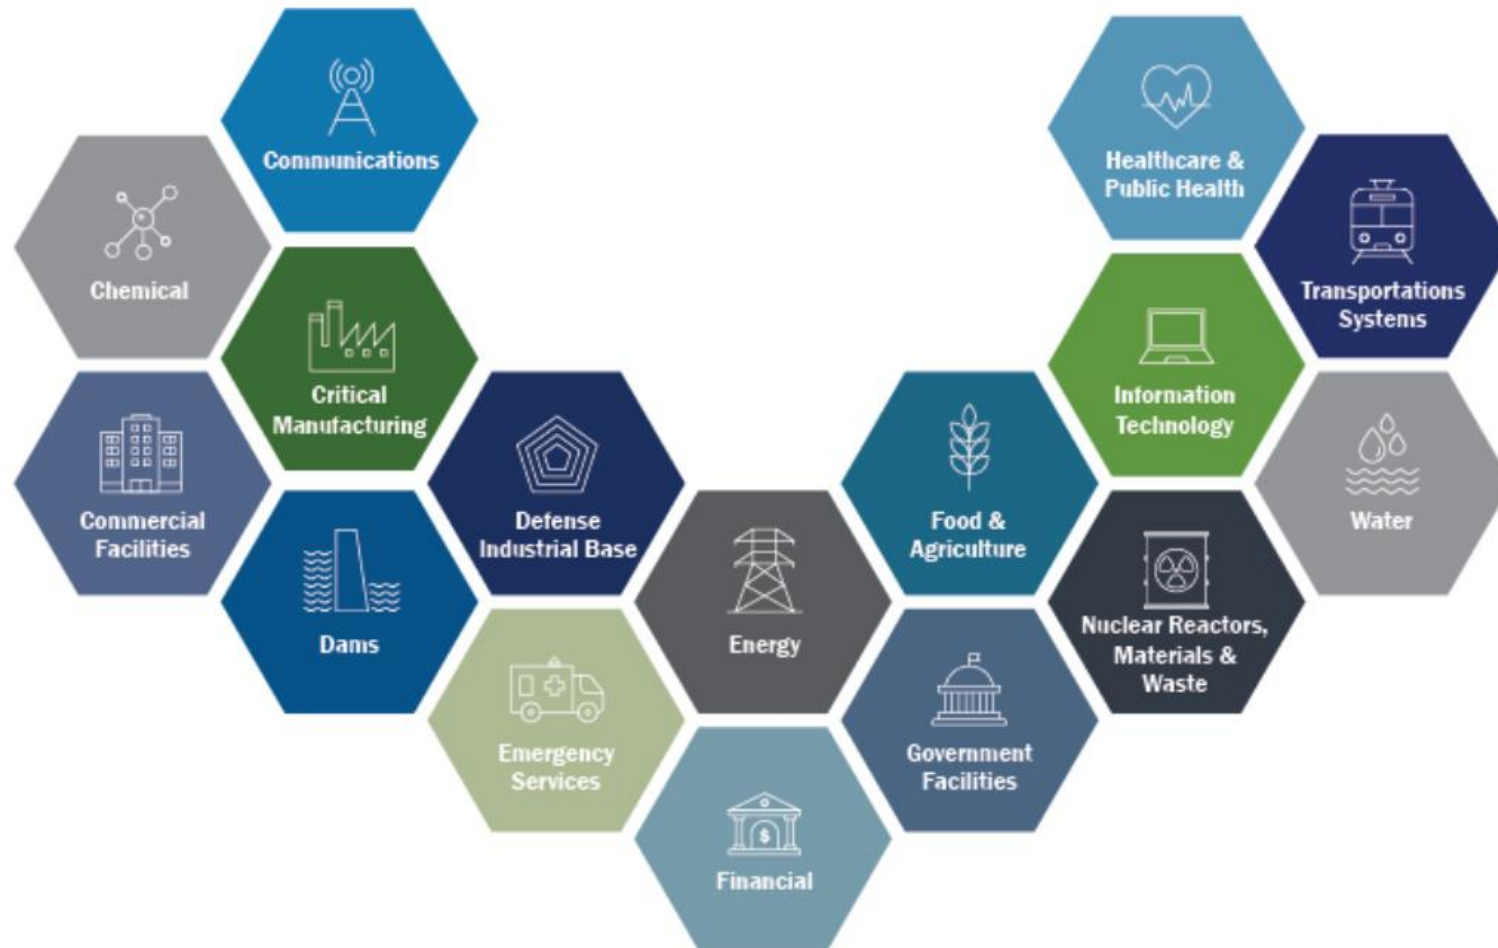 Communications
Healthcare &
Public Health
Chemical
Transportations
Systems
Critical
Manufacturing
Information
Technology
Commercial
Facilities
Defense
Industrial Base
Food &
Agriculture
Water
Dams
Energy
Nuclear Reactors,
Materials &
Waste
Emergency
Services
Government
Facilities
$
Financial